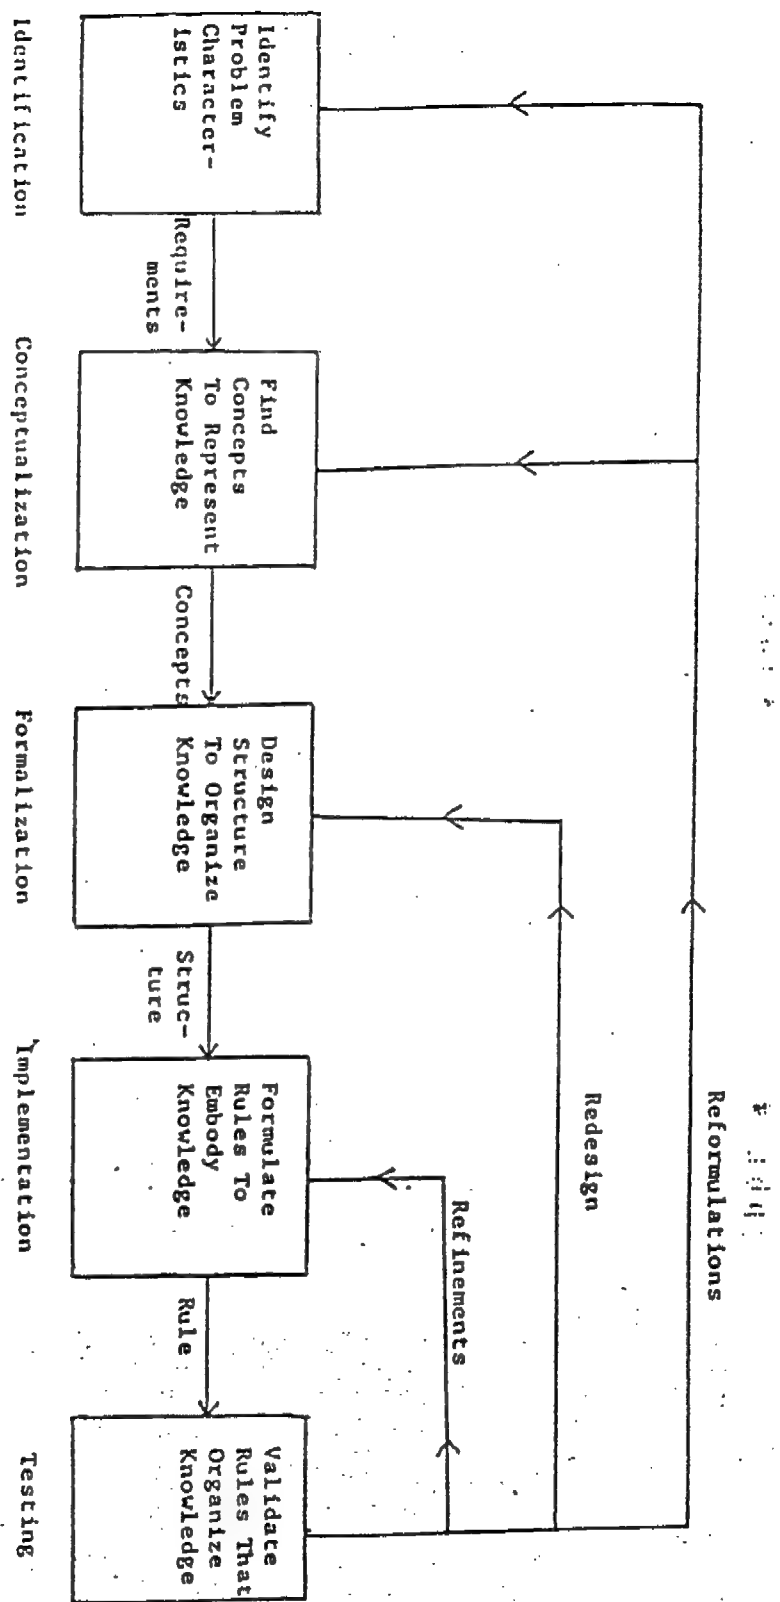 Reformulations
Redesign
Refinements
Identify
Problem
Character-
istics
Require-
ments
Find
Concepts
To Represent
Knowledge
Concepts
Design
Structure
To Organize
Knowledge
Struc-
ture
Formulate
Rules To
Embody
Knowledge
Rule
Validate
Rules That
Organize
Knowledge
Identification
Conceptualization
Formalization
Implementation
Testing